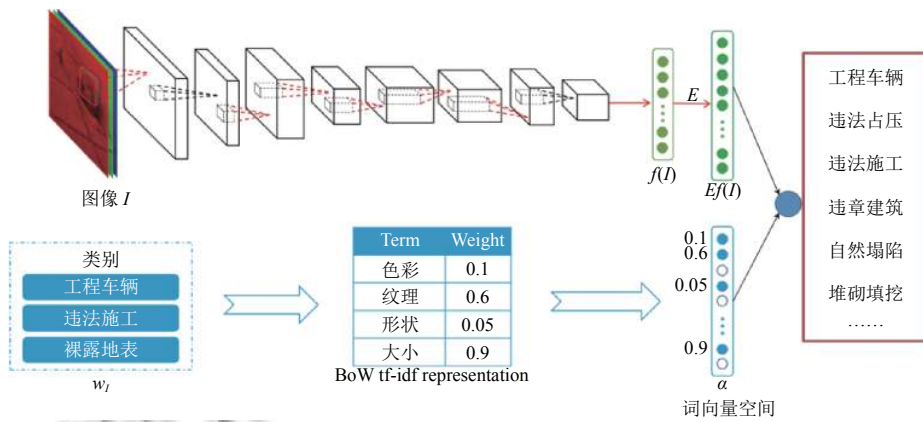 图像 I
f(I)
E
Ef(I)
工程车辆
违法占压
违法施工
违章建筑
自然塌陷
堆砌填挖
……
类别
工程车辆
违法施工
裸露地表
w_I
Term Weight
色彩 0.1
纹理 0.6
形状 0.05
大小 0.9
BoW tf-idf representation
0.1
0.6
0.05
0.9
α
词向量空间